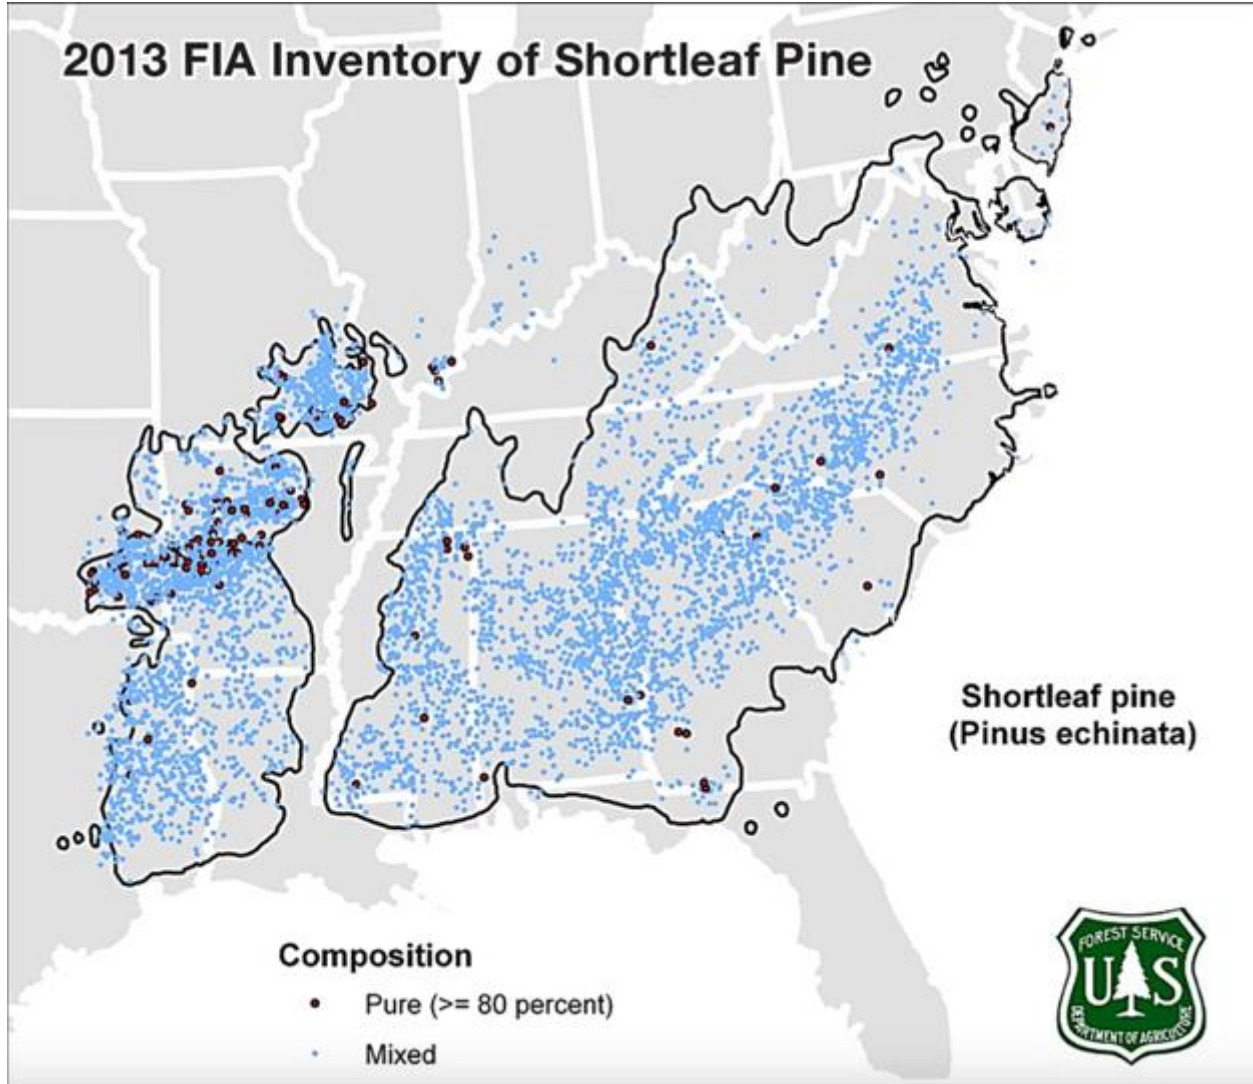 2013 FIA Inventory of Shortleaf Pine
Shortleaf pine
(Pinus echinata)
Composition
Pure (>= 80 percent)
Mixed
FOREST SERVICE
U S
DEPARTMENT OF AGRICULTURE